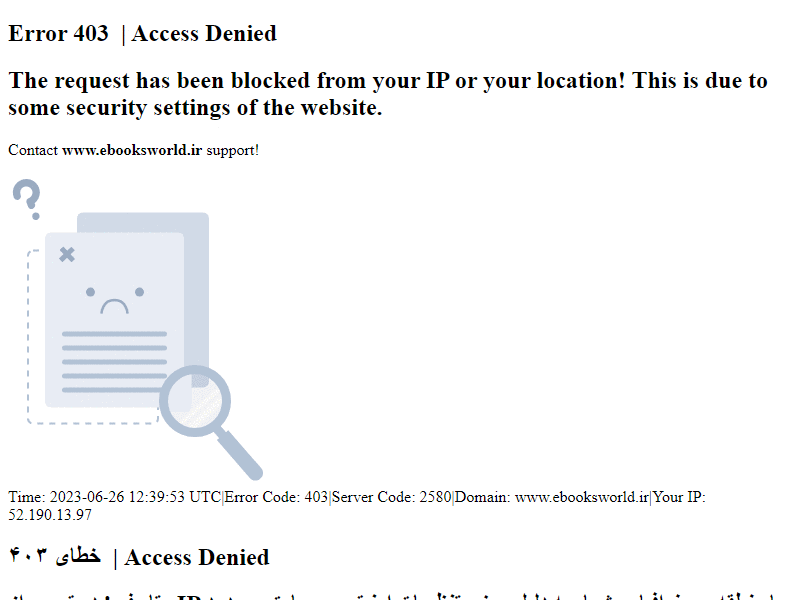 Error 403 | Access Denied
The request has been blocked from your IP or your location! This is due to
some security settings of the website.
Contact www.ebooksworld.ir support!
Time: 2023-06-26 12:39:53 UTC|Error Code: 403|Server Code: 2580|Domain: www.ebooksworld.ir|Your IP:
52.190.13.97
خطای ۴۰۳ | Access Denied